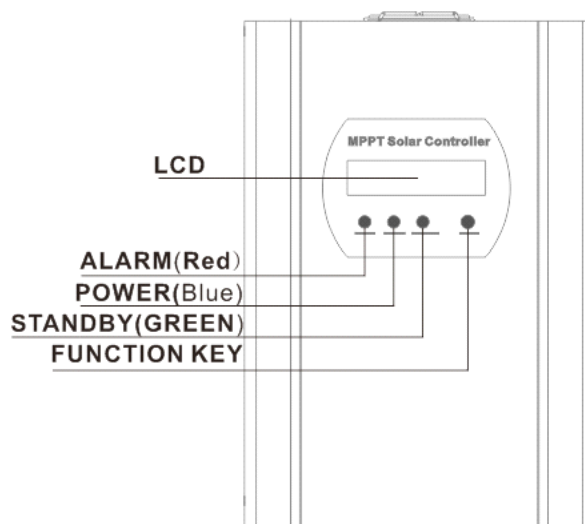 MPPT Solar Controller
LCD
ALARM(Red）
POWER(Blue)
STANDBY(GREEN)
FUNCTION KEY